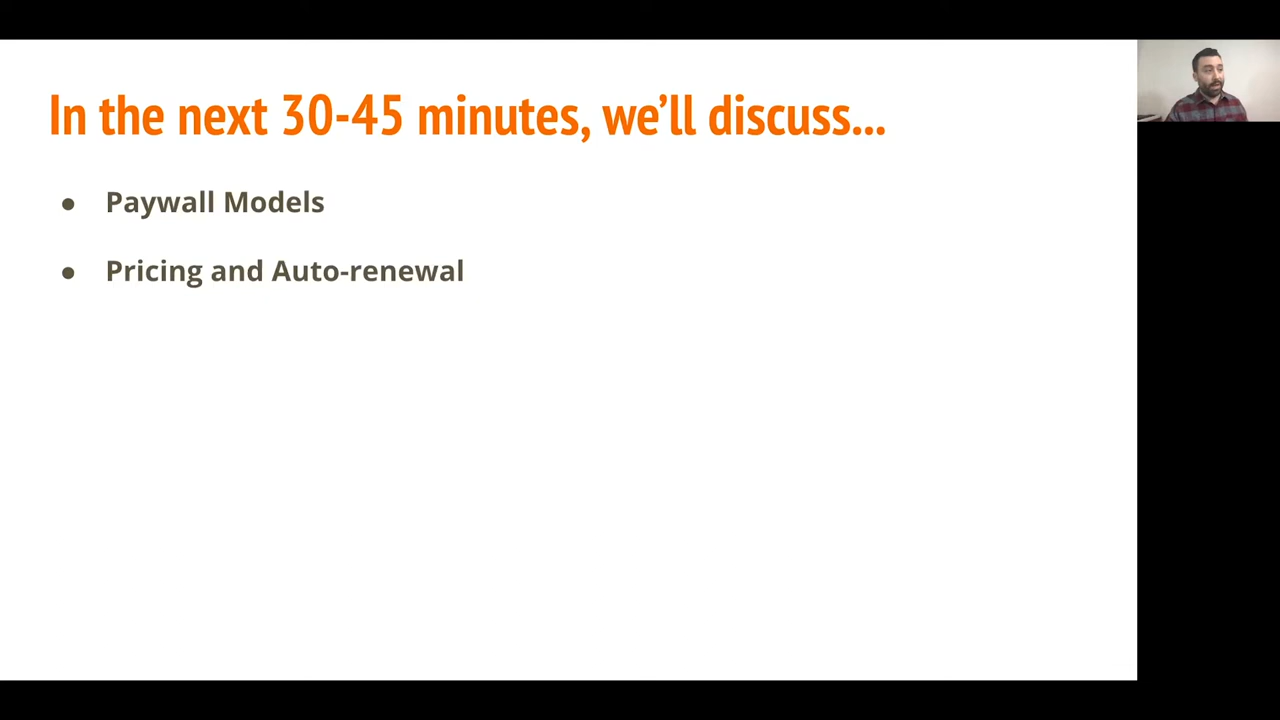 In the next 30-45 minutes, we’ll discuss...
● Paywall Models
● Pricing and Auto-renewal